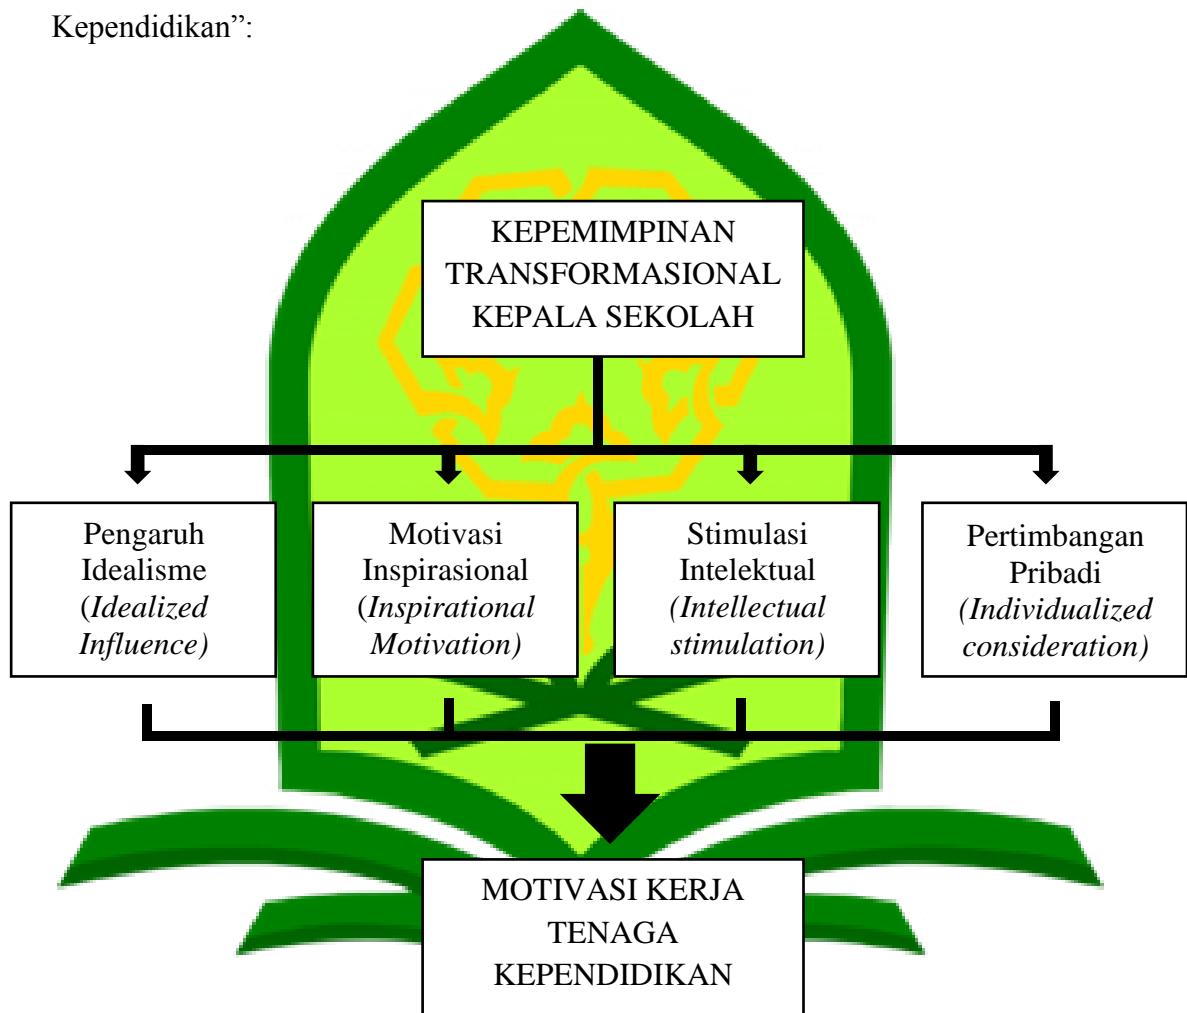 Kependidikan”:
KEPEMIMPINAN
TRANSFORMASIONAL
KEPALA SEKOLAH
Pengaruh
Idealisme
(Idealized
Influence)
Motivasi
Inspirasional
(Inspirational
Motivation)
Stimulasi
Intelektual
(Intellectual
stimulation)
Pertimbangan
Pribadi
(Individualized
consideration)
MOTIVASI KERJA
TENAGA
KEPENDIDIKAN